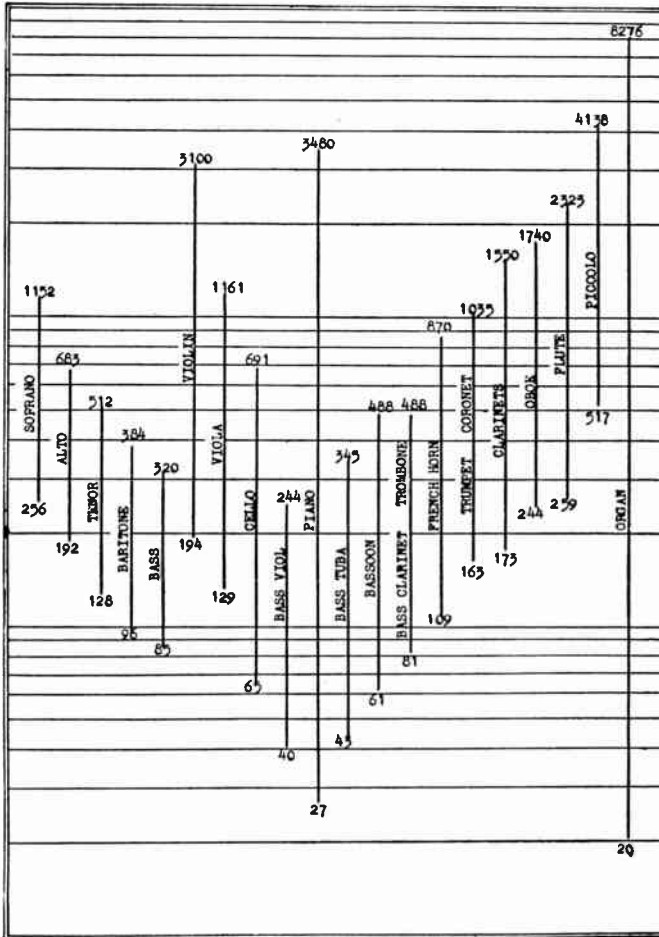 8276
4138
3480
3100
2323
1740
1550
1152
1161
1035
870
683
691
512
384
320
488
488
345
244
517
SOPRANO
ALTO
TENOR
BARITONE
BASS
VIOLIN
VIOLA
CELLO
BASS VIOL
PIANO
BASS TUBA
BASSOON
BASS CLARINET TROMBONE
FRENCH HORN
TRUMPET CORONET
CLARINETS
OBOE
FLUTE
PICCOLO
ORGAN
256
192
128
96
85
194
129
65
40
27
43
61
81
109
163
173
244
259
20